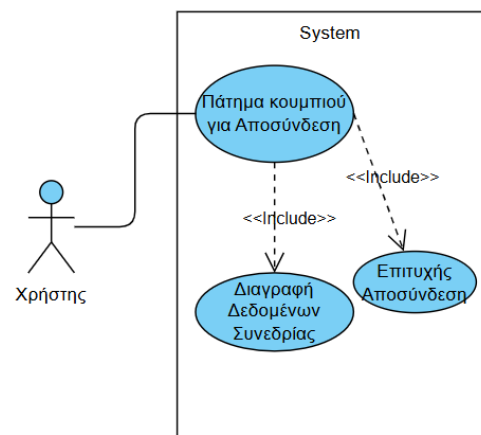 System
Πάτημα κουμπιού
για Αποσύνδεση
<<Include>>
<<Include>>
Χρήστης
Επιτυχής
Αποσύνδεση
Διαγραφή
Δεδομένων
Συνεδρίας